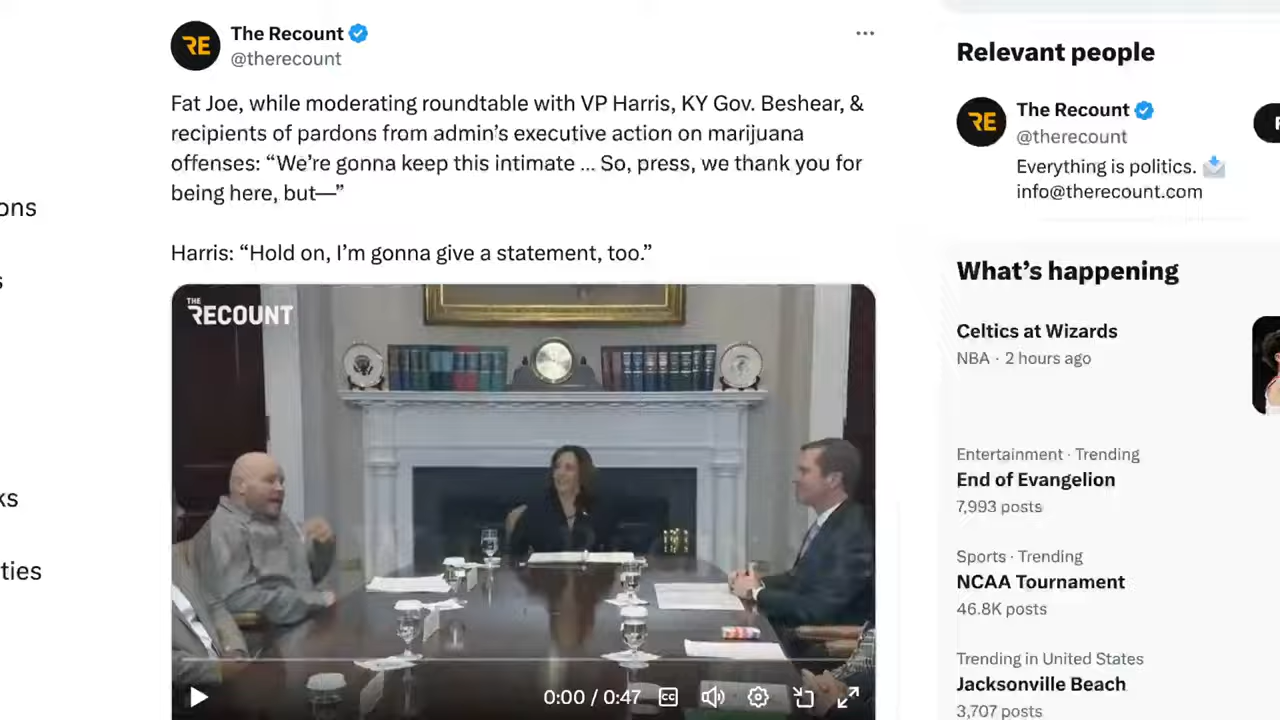 The Recount
@therecount
Fat Joe, while moderating roundtable with VP Harris, KY Gov. Beshear, &
recipients of pardons from admin’s executive action on marijuana
offenses: “We’re gonna keep this intimate ... So, press, we thank you for
being here, but—”
Harris: “Hold on, I’m gonna give a statement, too.”
THE
RECOUNT
0:00 / 0:47
CC
ons
s
ks
ties
Relevant people
The Recount
@therecount
Everything is politics.
info@therecount.com
What’s happening
Celtics at Wizards
NBA · 2 hours ago
Entertainment · Trending
End of Evangelion
7,993 posts
Sports · Trending
NCAA Tournament
46.8K posts
Trending in United States
Jacksonville Beach
3,707 posts